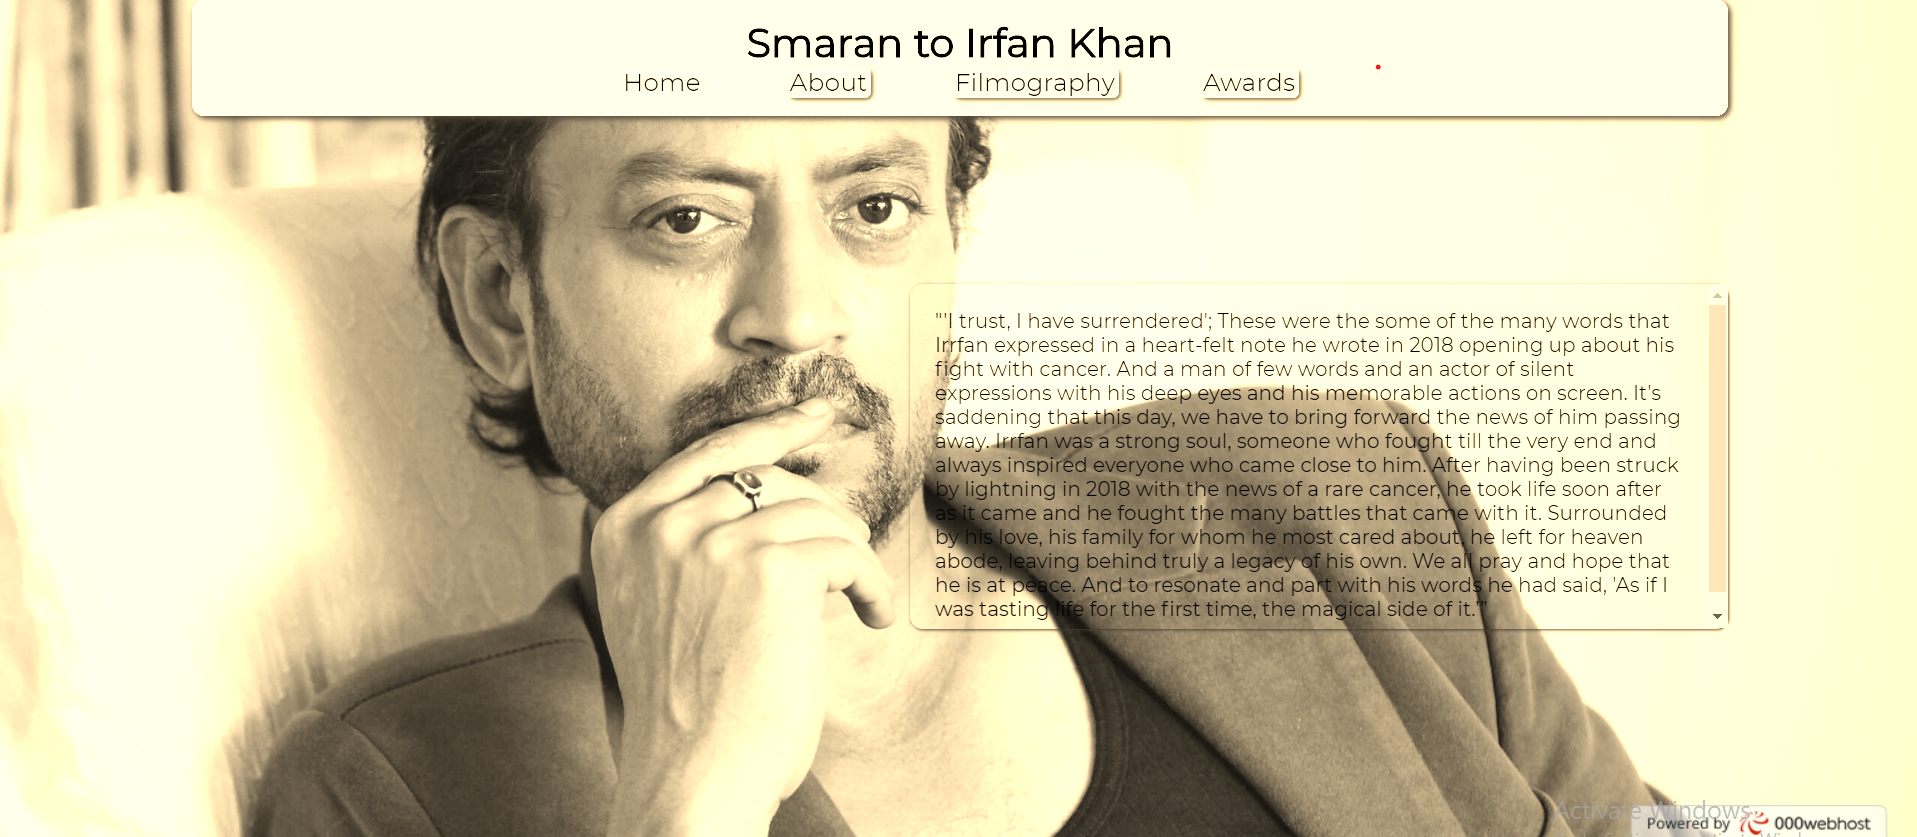 Smaran to Irfan Khan
Home About Filmography Awards
"'I trust, I have surrendered'; These were the some of the many words that
Irrfan expressed in a heart-felt note he wrote in 2018 opening up about his
fight with cancer. And a man of few words and an actor of silent
expressions with his deep eyes and his memorable actions on screen. It's
saddening that this day, we have to bring forward the news of him passing
away. Irrfan was a strong soul, someone who fought till the very end and
always inspired everyone who came close to him. After having been struck
by lightning in 2018 with the news of a rare cancer, he took life soon after
as it came and he fought the many battles that came with it. Surrounded
by his love, his family for whom he most cared about, he left for heaven
abode, leaving behind truly a legacy of his own. We all pray and hope that
he is at peace. And to resonate and part with his words he had said, 'As if I
was tasting life for the first time, the magical side of it.'"
Activate Windows
Powered by 000webhost